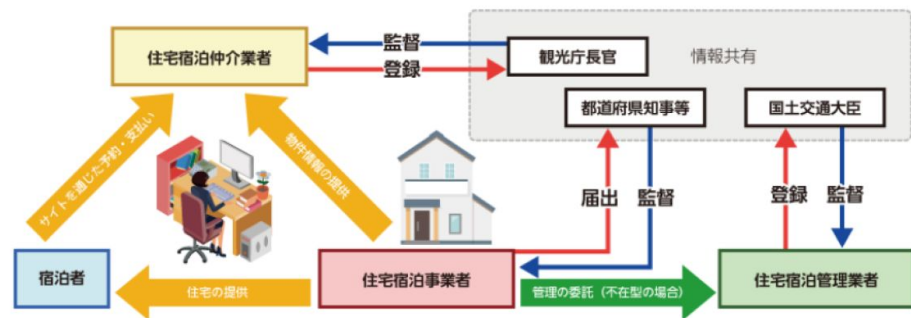 住宅宿泊仲介業者
監督
登録
観光庁長官
情報共有
都道府県知事等
国土交通大臣
サイトを通じた予約・支払い
物件情報の提供
届出
監督
登録
監督
宿泊者
住宅の提供
住宅宿泊事業者
管理の委託（不在型の場合）
住宅宿泊管理業者